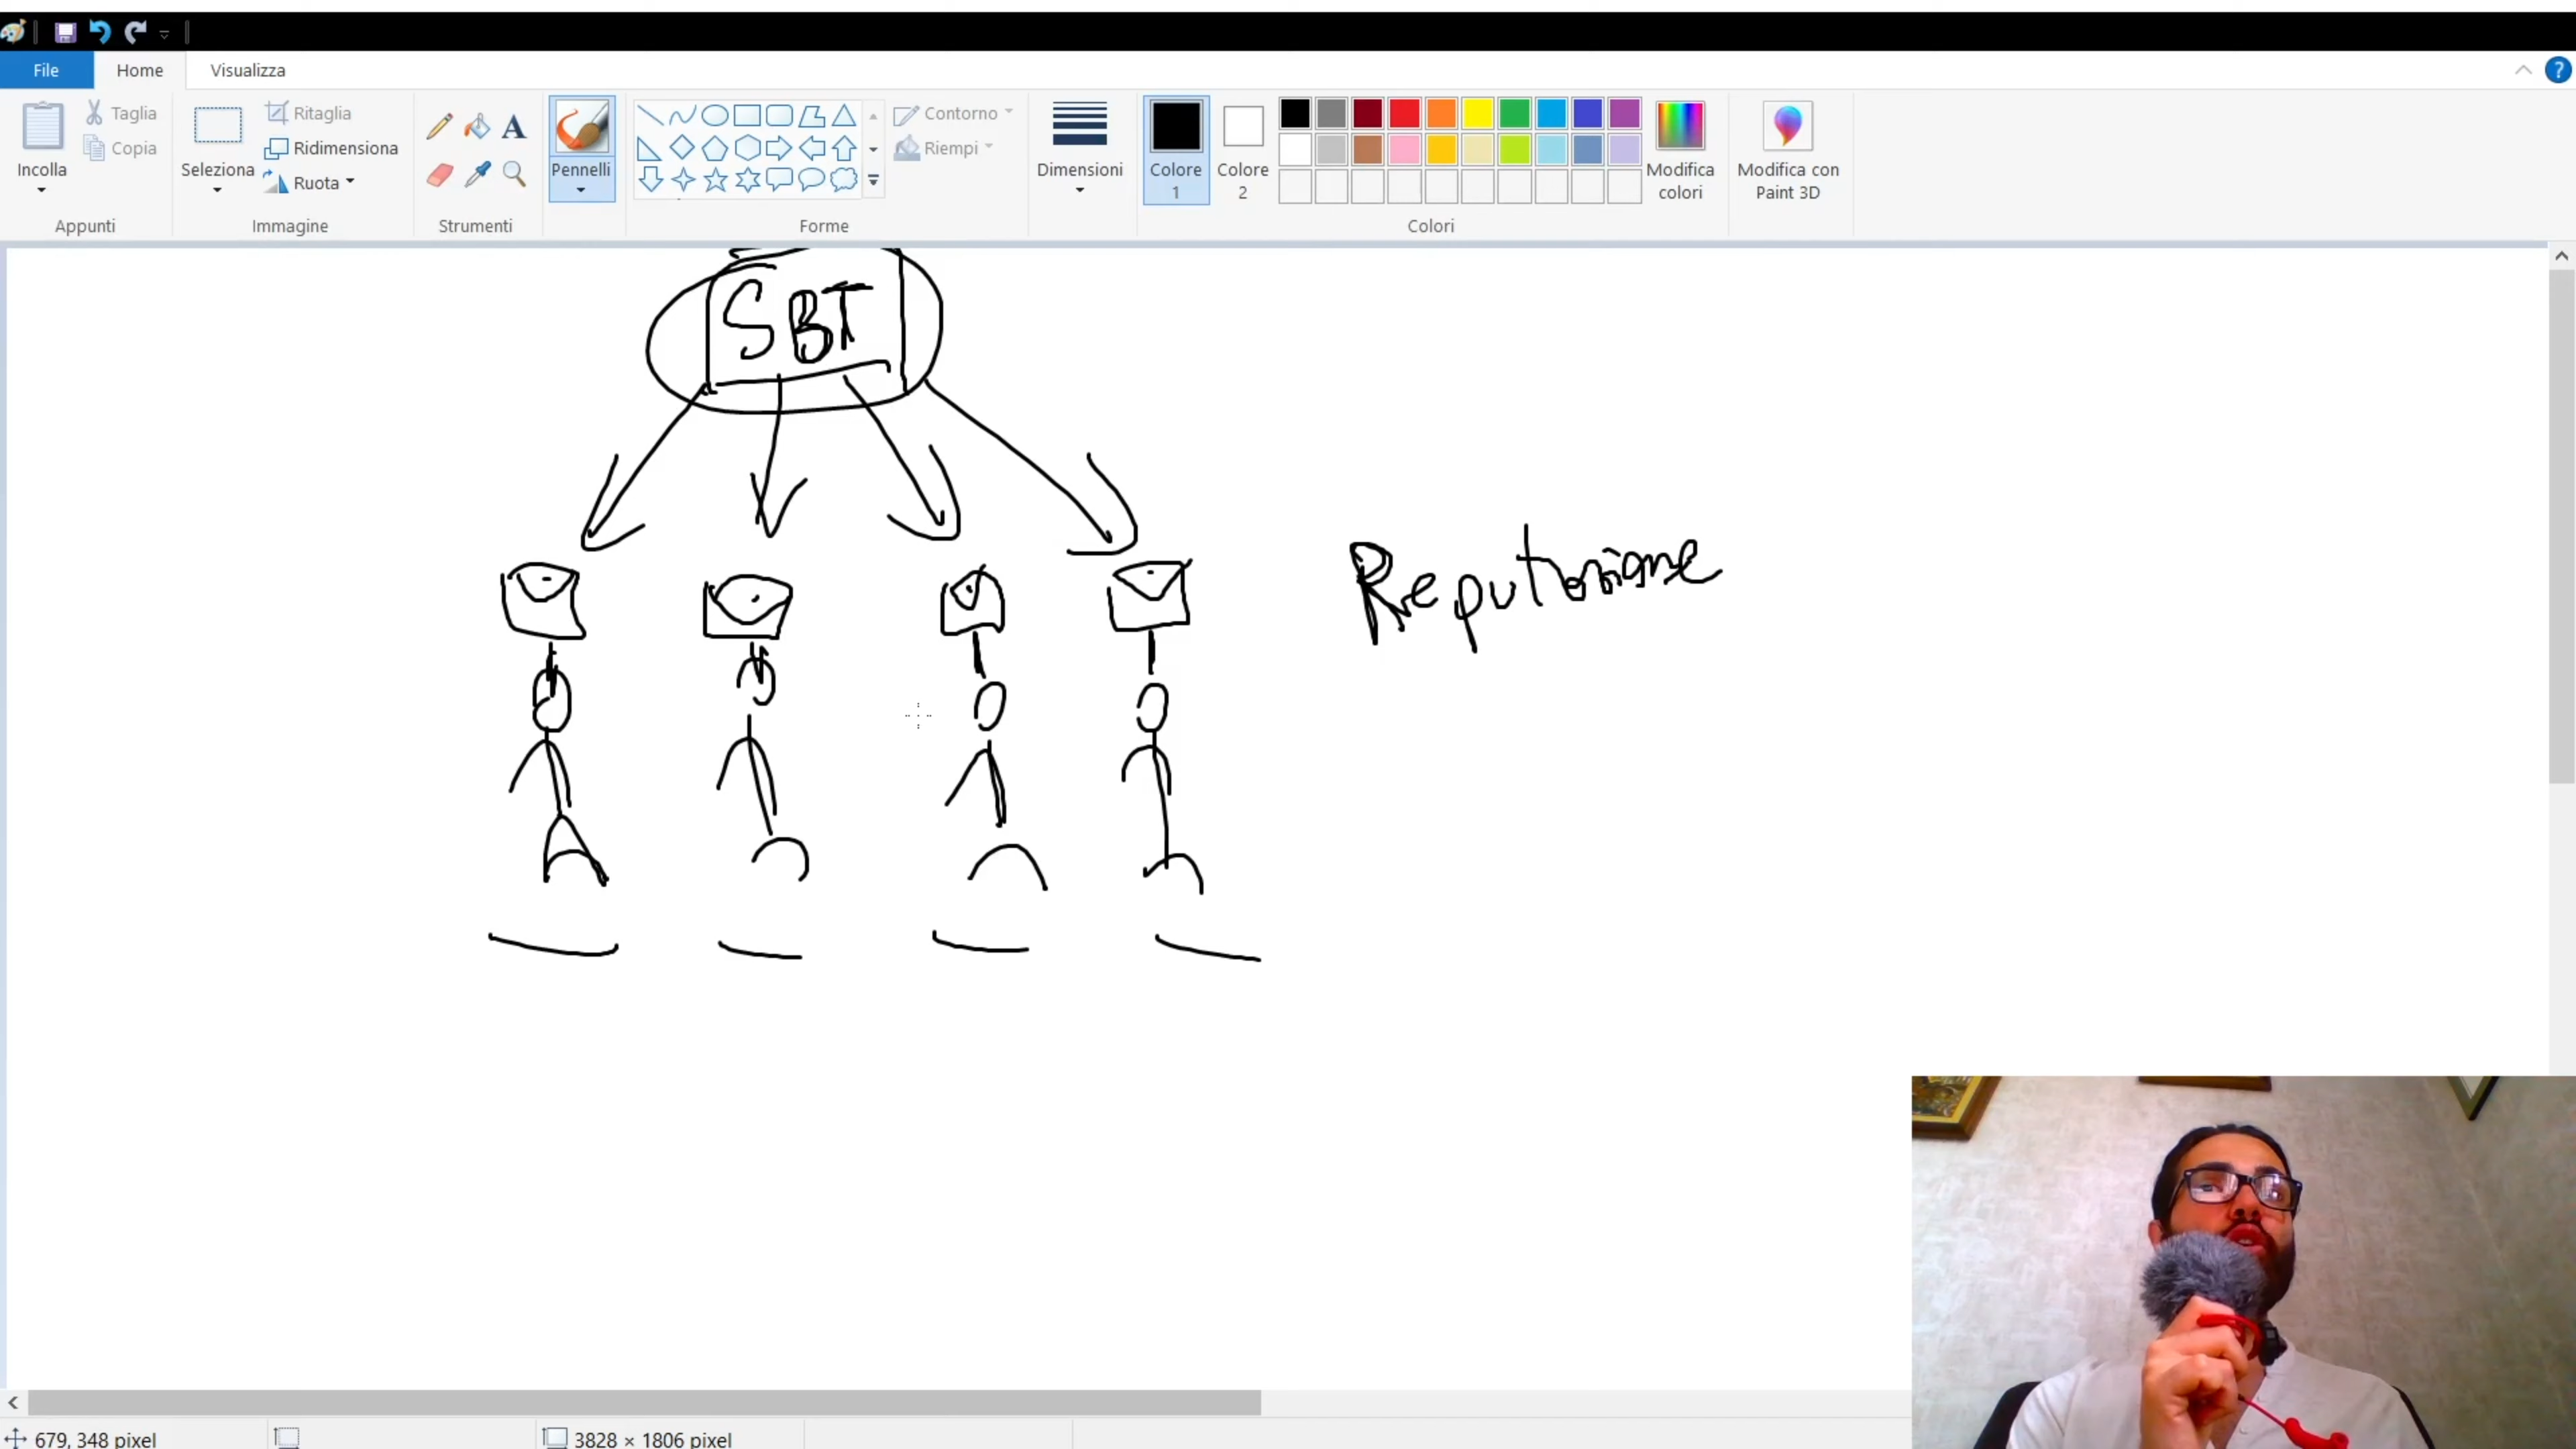 File Home Visualizza
Taglia
Copia
Incolla
Appunti
Seleziona
Ritaglia
Ridimensiona
Ruota
Immagine
A
Strumenti
Pennelli
Contorno
Riempi
Forme
Dimensioni
Colore
1
Colore
2
Modifica
colori
Colori
Modifica con
Paint 3D
?
SBT
Reputazione
679, 348 pixel
3828 × 1806 pixel